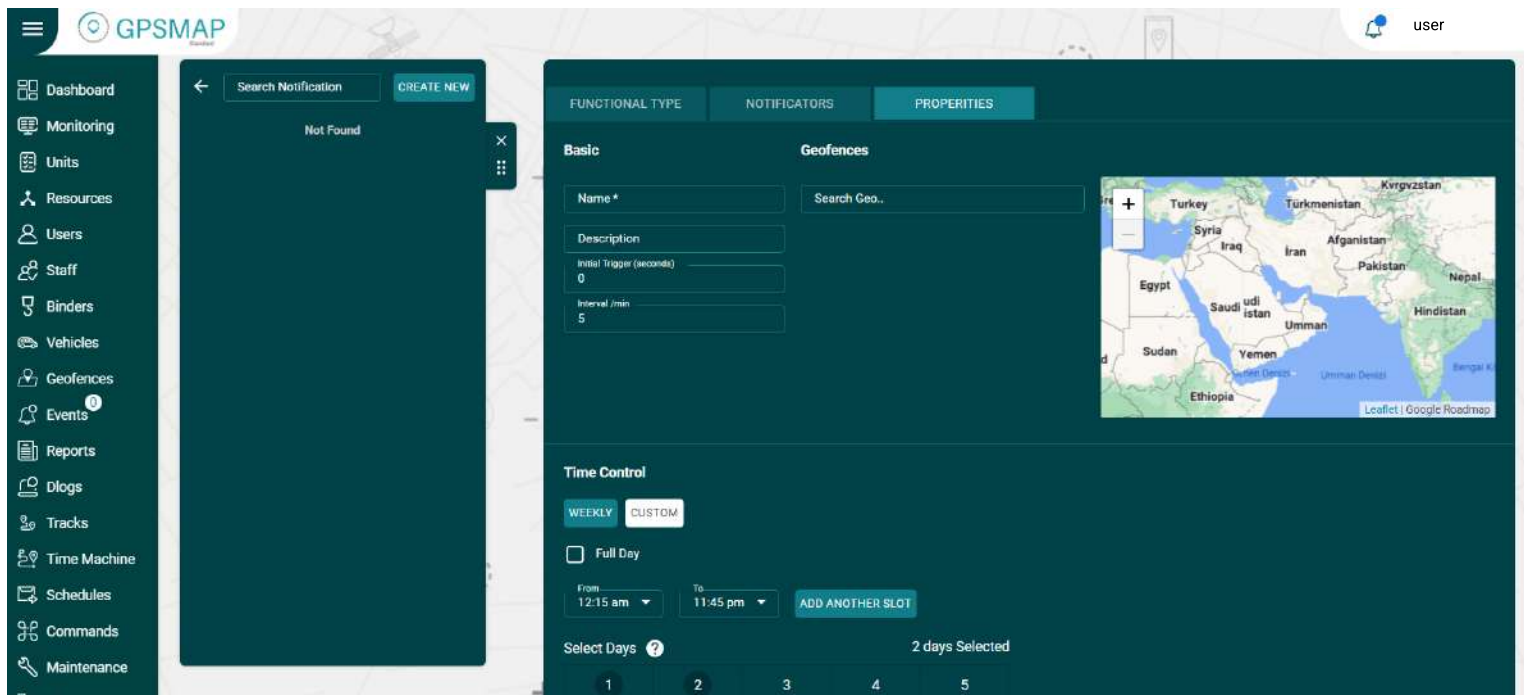 GPSMAP
user
Dashboard
Monitoring
Units
Resources
Users
Staff
Binders
Vehicles
Geofences
Events
0
Reports
Dlogs
Tracks
Time Machine
Schedules
Commands
Maintenance
Search Notification
CREATE NEW
Not Found
FUNCTIONAL TYPE
NOTIFICATORS
PROPERITIES
Basic
Geofences
Name *
Search Geo..
Description
Initial Trigger (seconds)
0
Interval /min
5
+
Turkey
Türkmenistan
Kyrgyzstan
Syria
Iraq
İran
Afganistan
Pakistan
Nepal
Egypt
Saudi
udi
istan
Umman
Hindistan
d
Sudan
Yemen
Umman Denizi
Ethiopia
Leaflet | Google Roadmap
Time Control
WEEKLY
CUSTOM
Full Day
From
12:15 am
To
11:45 pm
ADD ANOTHER SLOT
Select Days ?
2 days Selected
1 2 3 4 5